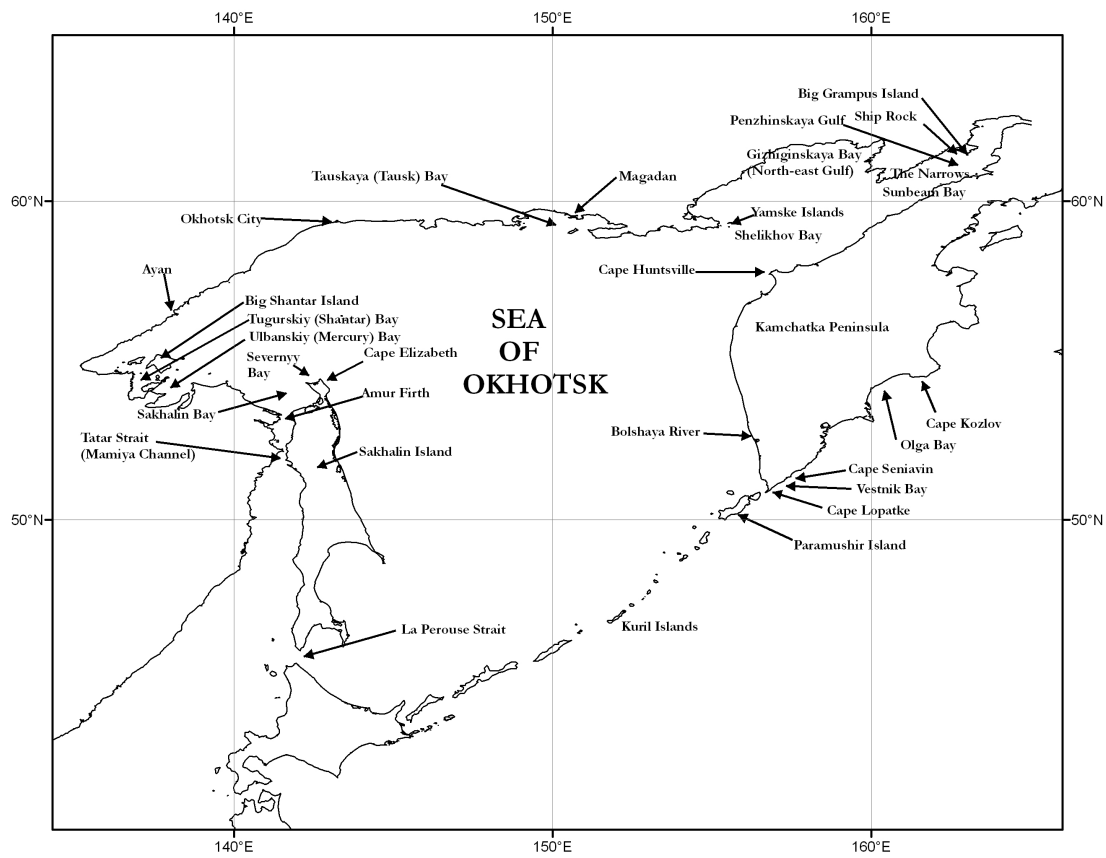 140°E 150°E 160°E
Big Grampus Island
Penzhinskaya Gulf Ship Rock
Gizhiginskaya Bay
(North-east Gulf)
The Narrows
Sunbeam Bay
Tauskaya (Tausk) Bay
Magadan
60°N 60°N
Okhotsk City
Yamske Islands
Shelikhov Bay
Ayan
Cape Huntsville
Big Shantar Island
Tugurskiy (Shantar) Bay
Ulbanskiy (Mercury) Bay
SEA
OF
OKHOTSK
Kamchatka Peninsula
Severnyy
Bay
Cape Elizabeth
Amur Firth
Sakhalin Bay
Tatar Strait
(Mamiya Channel)
Sakhalin Island
Bolshaya River
Cape Kozlov
Olga Bay
Cape Seniavin
Vestnik Bay
Cape Lopatke
50°N 50°N
Paramushir Island
La Perouse Strait
Kuril Islands
140°E 150°E 160°E